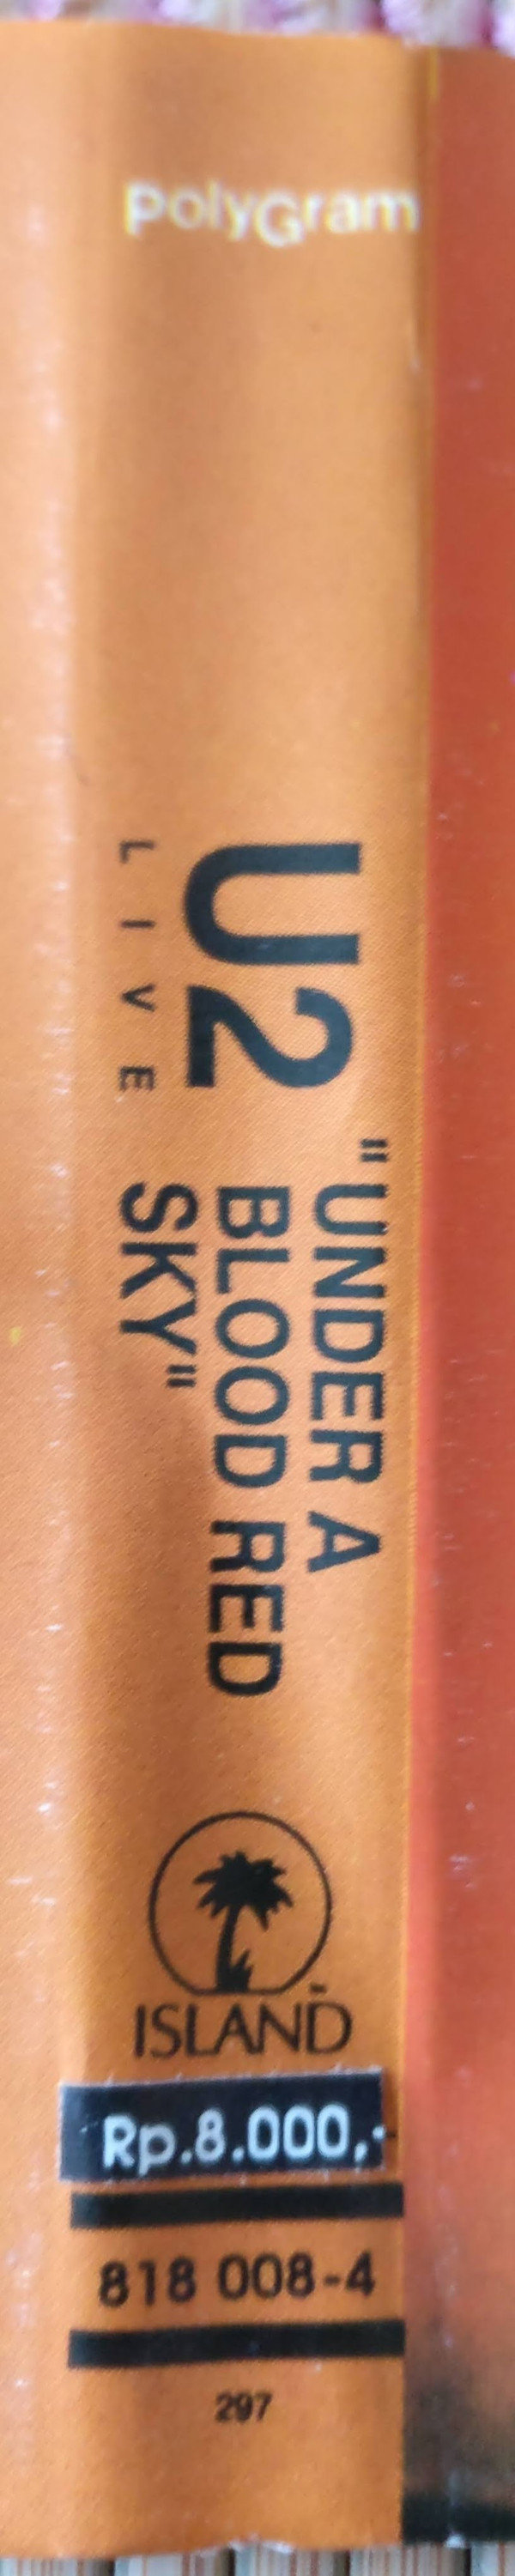 PolyGram
U2
LIVE
"UNDER A
BLOOD RED
SKY"
ISLAND
Rp.8.000,-
818 008-4
297